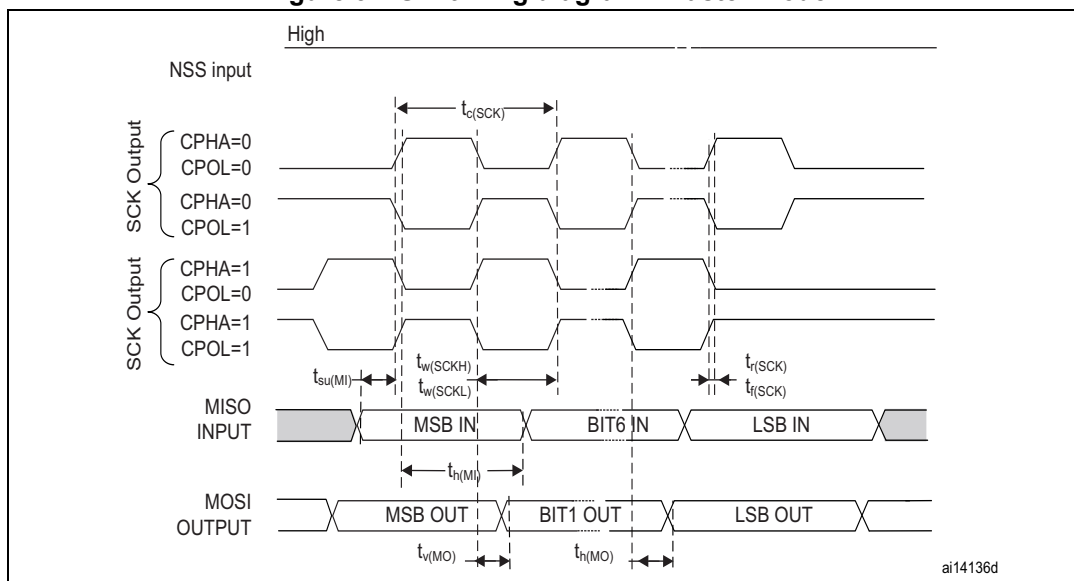 High
NSS input
tc(SCK)
SCK Output
CPHA=0
CPOL=0
CPHA=0
CPOL=1
SCK Output
CPHA=1
CPOL=0
CPHA=1
CPOL=1
tsu(MI)
tw(SCKH)
tw(SCKL)
tr(SCK)
tf(SCK)
MISO
INPUT
MSB IN
BIT6 IN
LSB IN
th(MI)
MOSI
OUTPUT
MSB OUT
BIT1 OUT
LSB OUT
tv(MO)
th(MO)
ai14136d